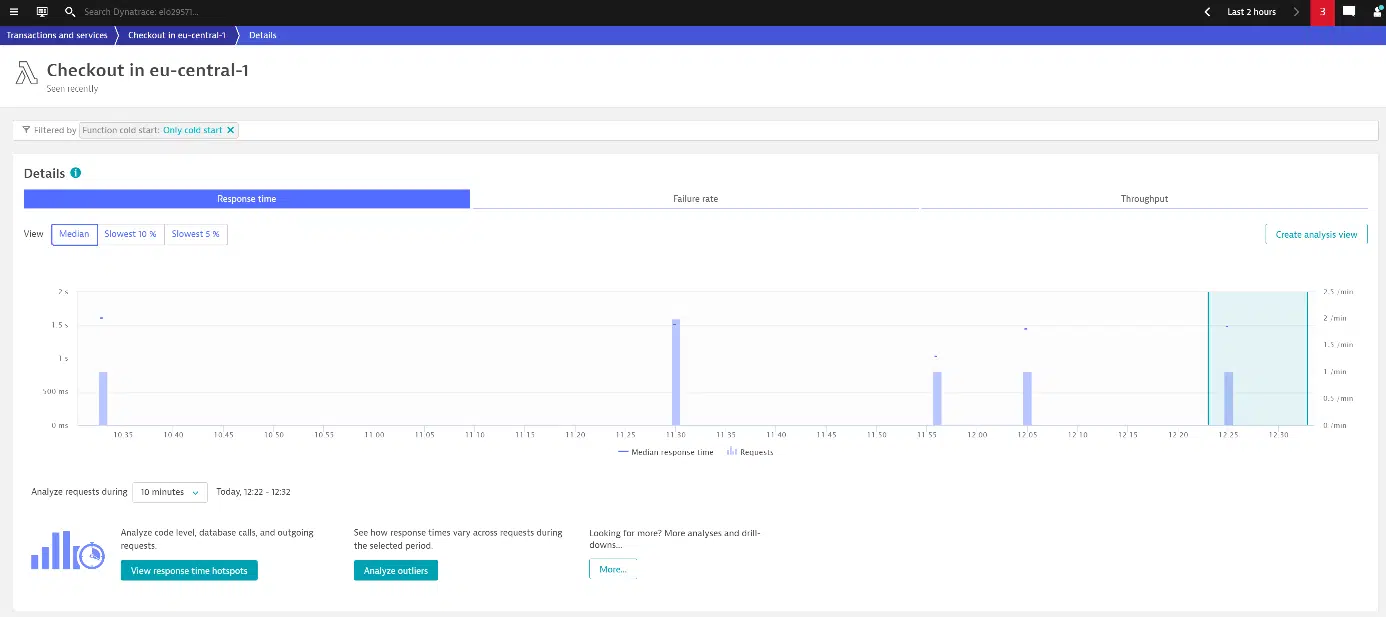 Search Dynatrace: elo29571...
Last 2 hours
3
Transactions and services
Checkout in eu-central-1
Details
Checkout in eu-central-1
Seen recently
Filtered by Function cold start: Only cold start
Details
Response time Failure rate Throughput
View Median Slowest 10 % Slowest 5 %
Create analysis view
2 s 2.5 /min
2 /min
1.5 s
1.5 /min
1 s
1 /min
500 ms
0.5 /min
0 ms 0 /min
10:35 10:40 10:45 10:50 10:55 11:00 11:05 11:10 11:15 11:20 11:25 11:30 11:35 11:40 11:45 11:50 11:55 12:00 12:05 12:10 12:15 12:20 12:25 12:30
Median response time Requests
Analyze requests during 10 minutes Today, 12:22 - 12:32
Analyze code level, database calls, and outgoing
requests.
View response time hotspots
See how response times vary across requests during
the selected period.
Analyze outliers
Looking for more? More analyses and drill-
downs...
More...